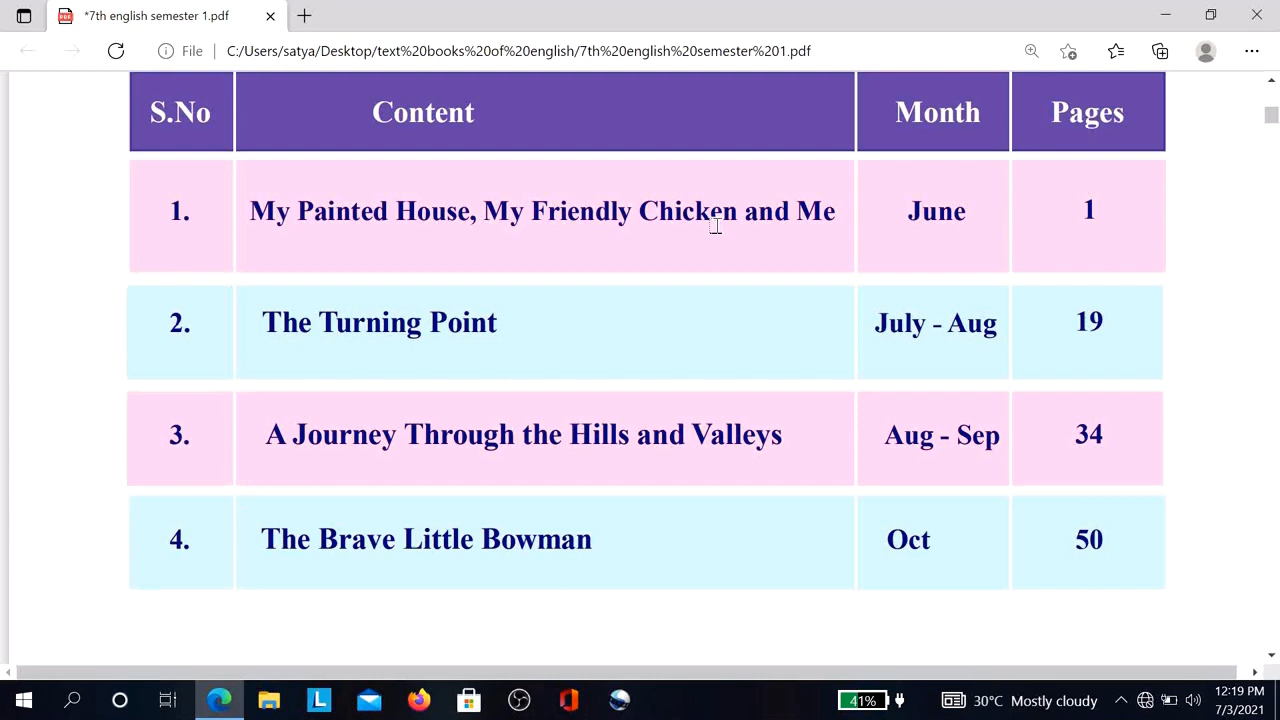 *7th english semester 1.pdf
File
C:/Users/satya/Desktop/text%20books%20of%20english/7th%20english%20semester%201.pdf
S.No Content Month Pages
1. My Painted House, My Friendly Chicken and Me June 1
2. The Turning Point July - Aug 19
3. A Journey Through the Hills and Valleys Aug - Sep 34
4. The Brave Little Bowman Oct 50
41% 30°C Mostly cloudy 12:19 PM
7/3/2021